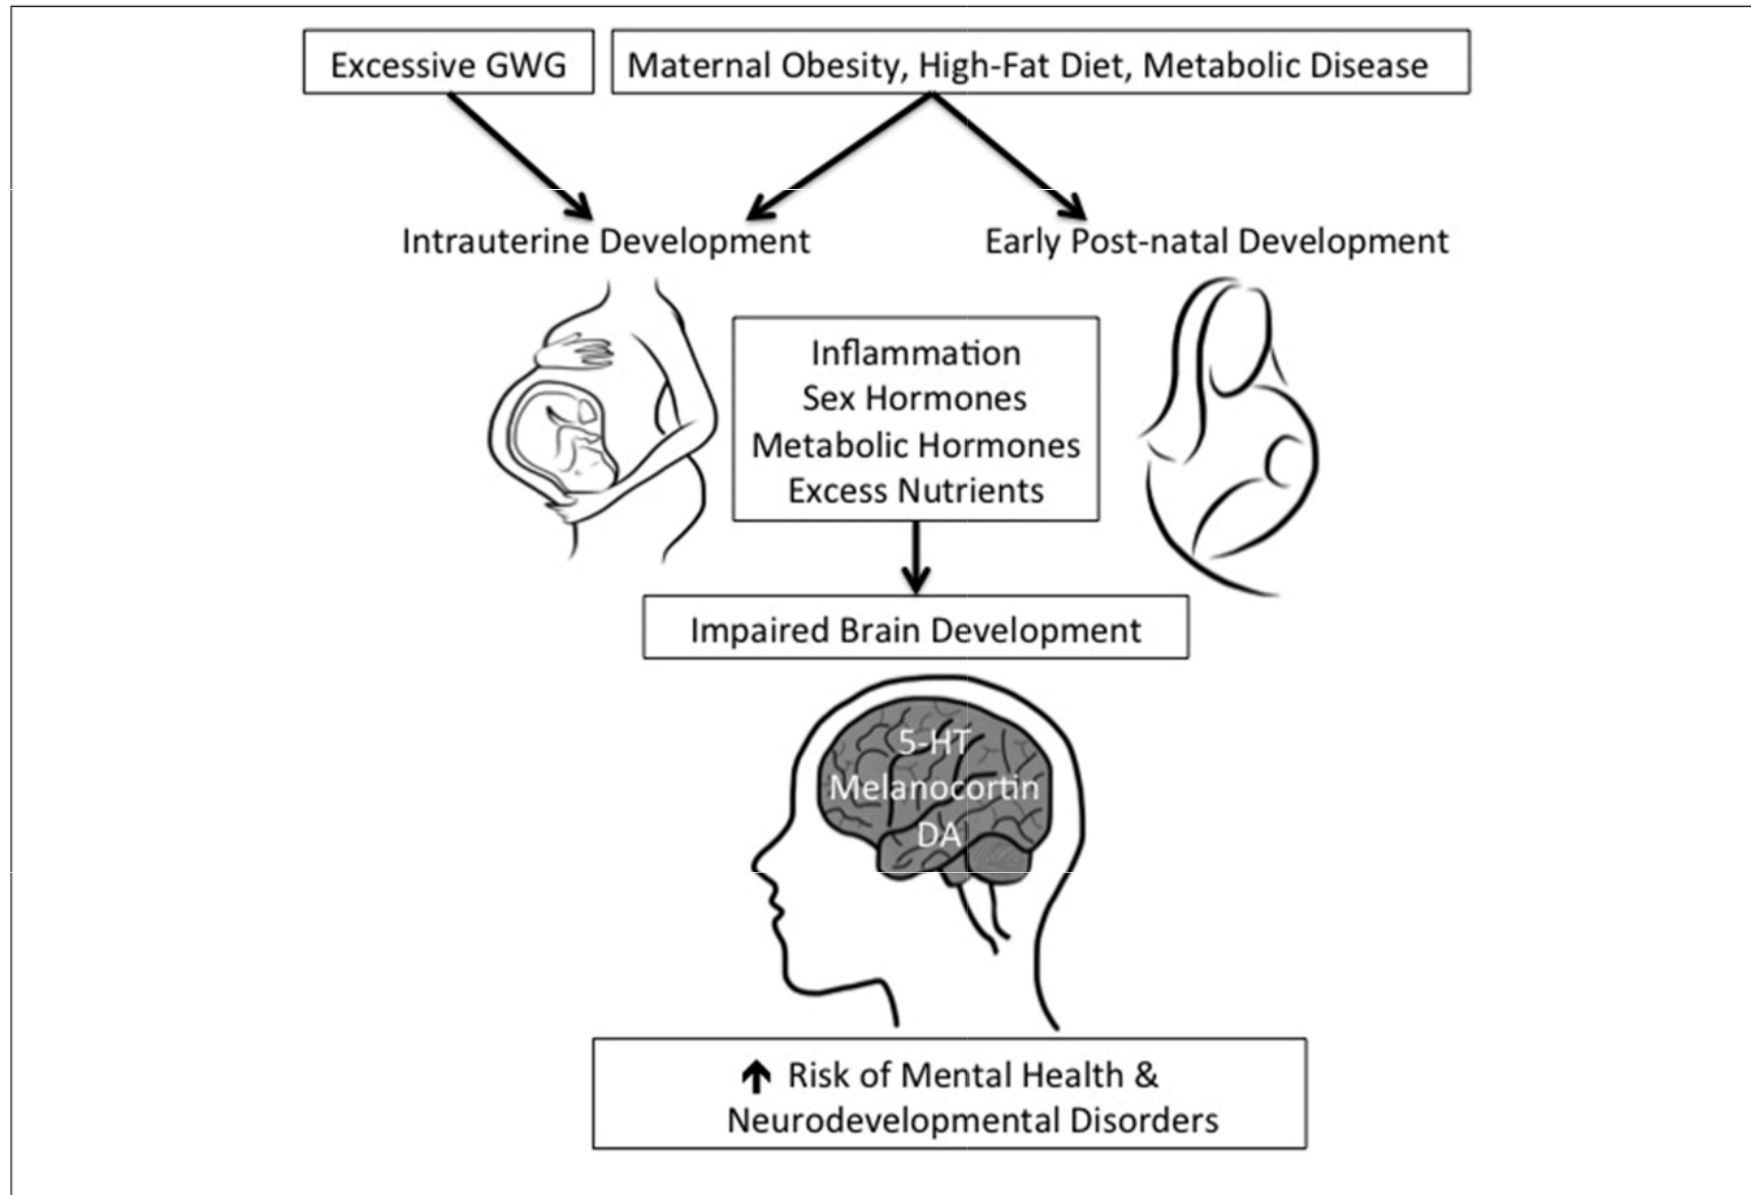 Excessive GWG
Maternal Obesity, High-Fat Diet, Metabolic Disease
Intrauterine Development
Early Post-natal Development
Inflammation
Sex Hormones
Metabolic Hormones
Excess Nutrients
Impaired Brain Development
5-HT
Melanocortin
DA
↑ Risk of Mental Health &
Neurodevelopmental Disorders